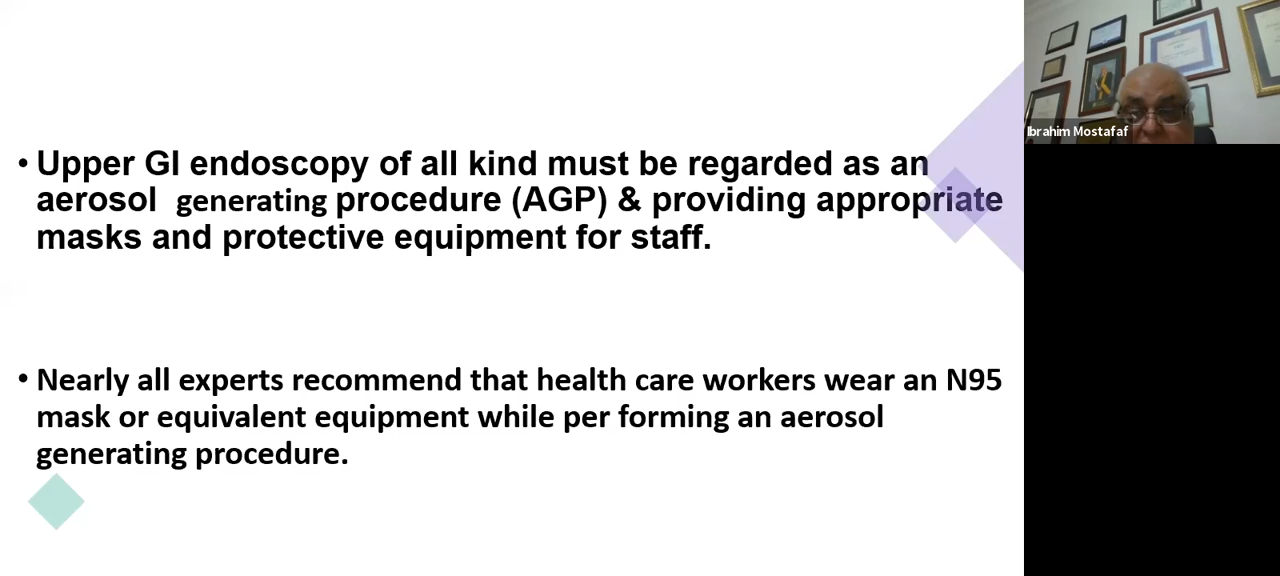 • Upper GI endoscopy of all kind must be regarded as an
aerosol generating procedure (AGP) & providing appropriate
masks and protective equipment for staff.
• Nearly all experts recommend that health care workers wear an N95
mask or equivalent equipment while per forming an aerosol
generating procedure.
Ibrahim Mostafaf